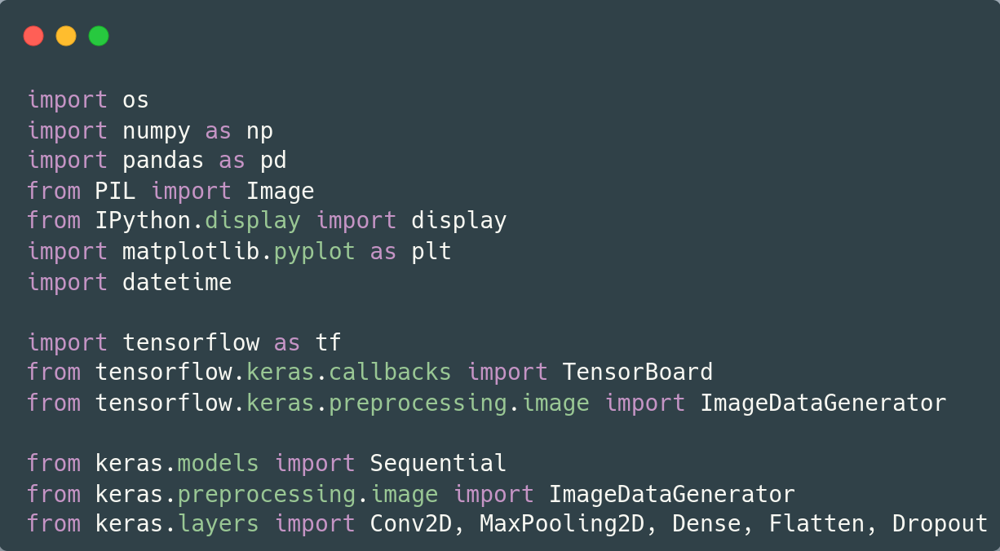 import os
import numpy as np
import pandas as pd
from PIL import Image
from IPython.display import display
import matplotlib.pyplot as plt
import datetime

import tensorflow as tf
from tensorflow.keras.callbacks import TensorBoard
from tensorflow.keras.preprocessing.image import ImageDataGenerator

from keras.models import Sequential
from keras.preprocessing.image import ImageDataGenerator
from keras.layers import Conv2D, MaxPooling2D, Dense, Flatten, Dropout